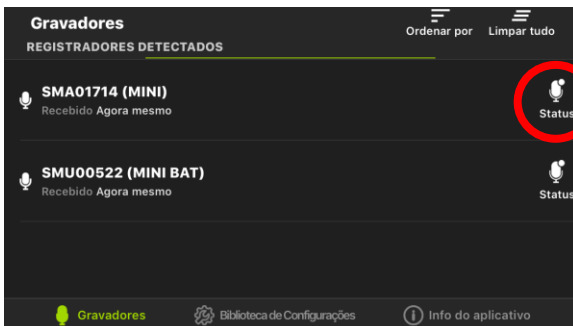 Gravadores
Ordenar por
Limpar tudo
REGISTRADORES DETECTADOS
SMA01714 (MINI)
Recebido Agora mesmo
Status
SMU00522 (MINI BAT)
Recebido Agora mesmo
Status
Gravadores
Biblioteca de Configurações
Info do aplicativo